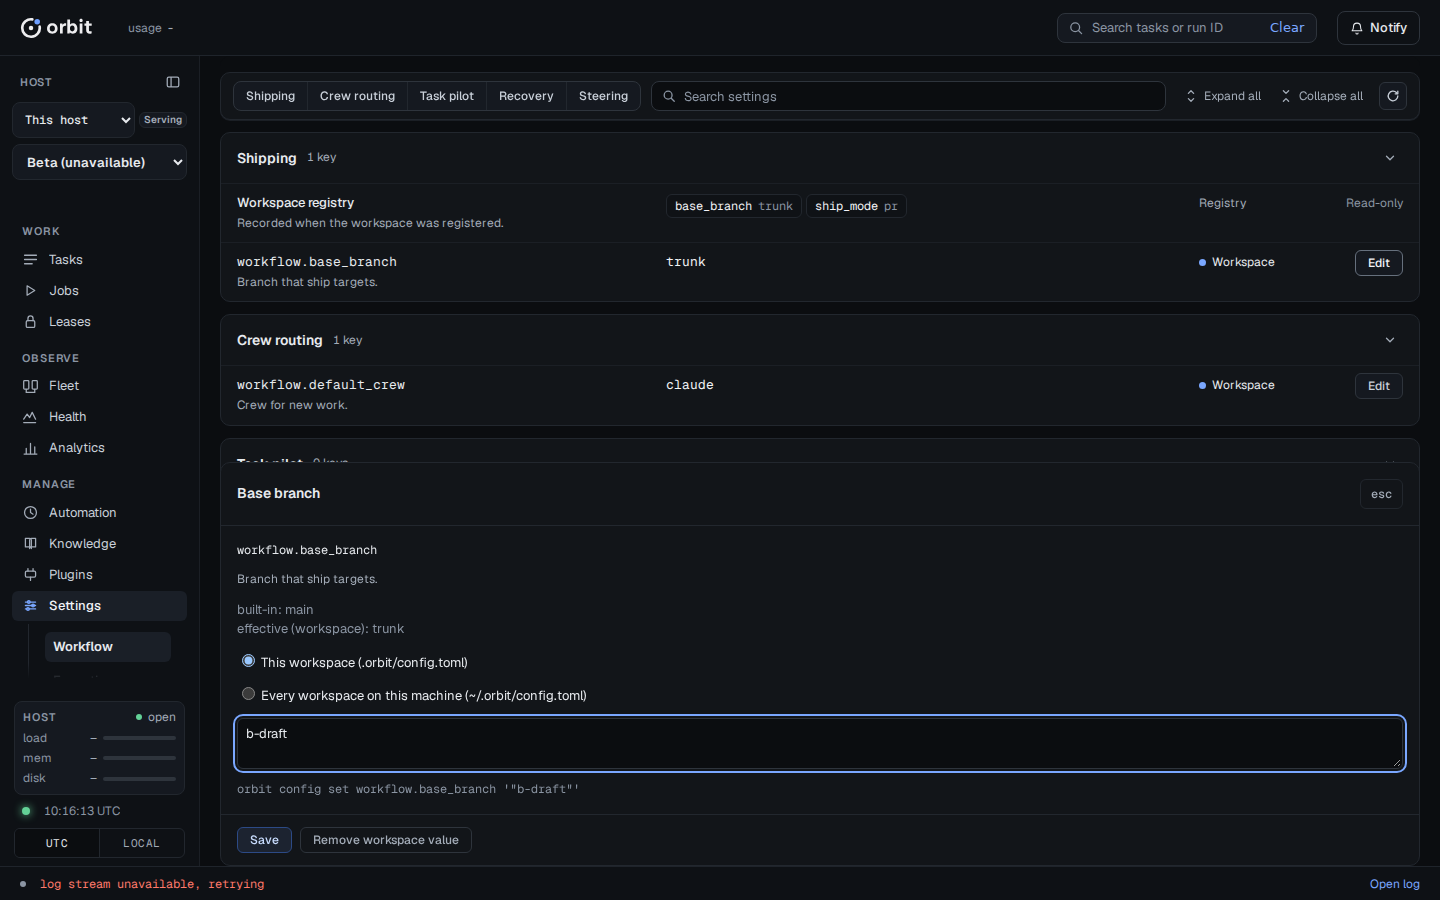 orbit
usage -
Search tasks or run ID
Clear
Notify
HOST
This host
Serving
Beta (unavailable)
WORK
Tasks
Jobs
Leases
OBSERVE
Fleet
Health
Analytics
MANAGE
Automation
Knowledge
Plugins
Settings
Workflow
HOST
open
load –
mem –
disk –
10:16:13 UTC
UTC
LOCAL
Shipping
Crew routing
Task pilot
Recovery
Steering
Search settings
Expand all
Collapse all
Shipping 1 key
Workspace registry
base_branch trunk
ship_mode pr
Registry
Read-only
Recorded when the workspace was registered.
workflow.base_branch
trunk
Workspace
Edit
Branch that ship targets.
Crew routing 1 key
workflow.default_crew
claude
Workspace
Edit
Crew for new work.
Task pilot 0 keys
Base branch
esc
workflow.base_branch
Branch that ship targets.
built-in: main
effective (workspace): trunk
This workspace (.orbit/config.toml)
Every workspace on this machine (~/.orbit/config.toml)
b-draft
orbit config set workflow.base_branch '"b-draft"'
Save
Remove workspace value
log stream unavailable, retrying
Open log